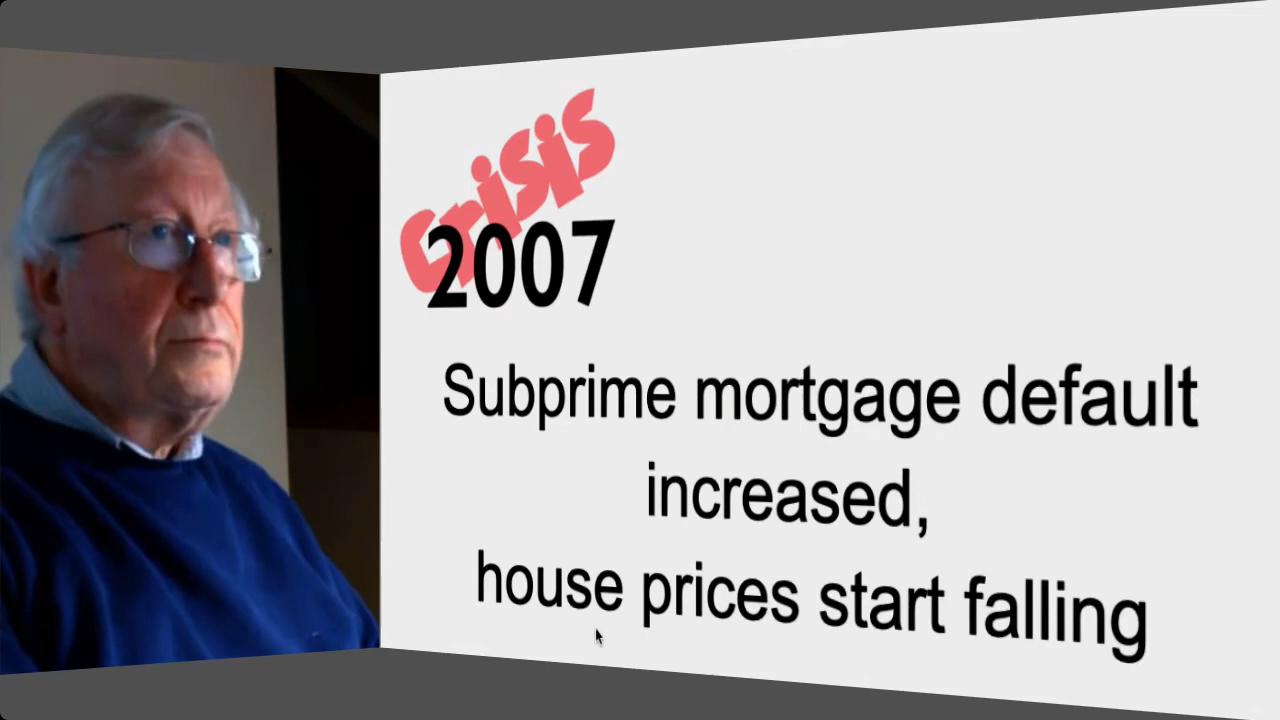 Crisis
2007
Subprime mortgage default
increased,
house prices start falling